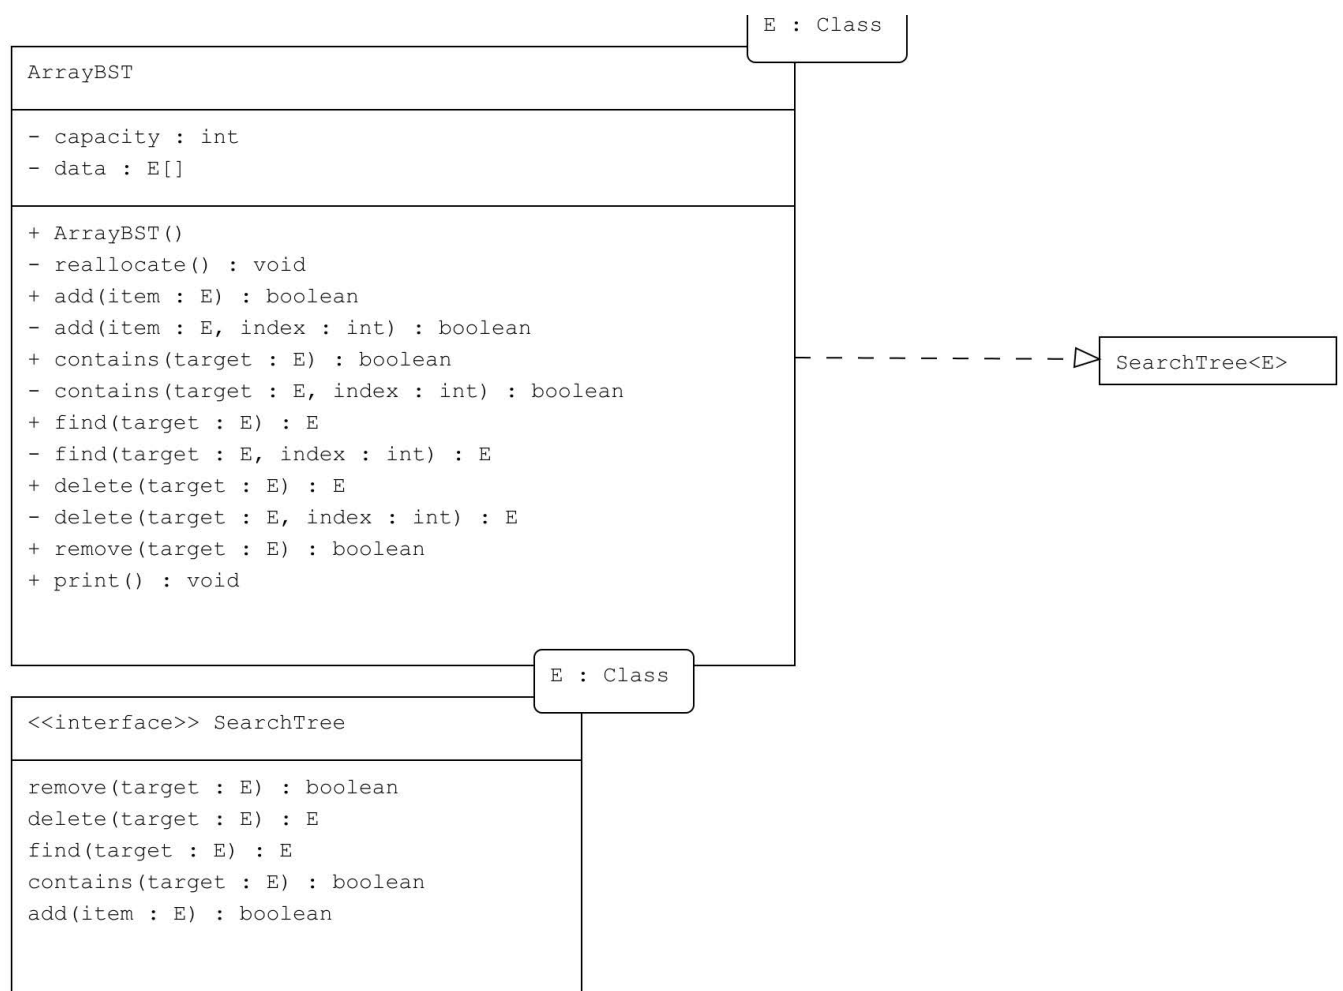 E : Class
ArrayBST
- capacity : int
- data : E[]
+ ArrayBST()
- reallocate() : void
+ add(item : E) : boolean
- add(item : E, index : int) : boolean
+ contains(target : E) : boolean
- contains(target : E, index : int) : boolean
+ find(target : E) : E
- find(target : E, index : int) : E
+ delete(target : E) : E
- delete(target : E, index : int) : E
+ remove(target : E) : boolean
+ print() : void
SearchTree<E>
E : Class
<<interface>> SearchTree
remove(target : E) : boolean
delete(target : E) : E
find(target : E) : E
contains(target : E) : boolean
add(item : E) : boolean